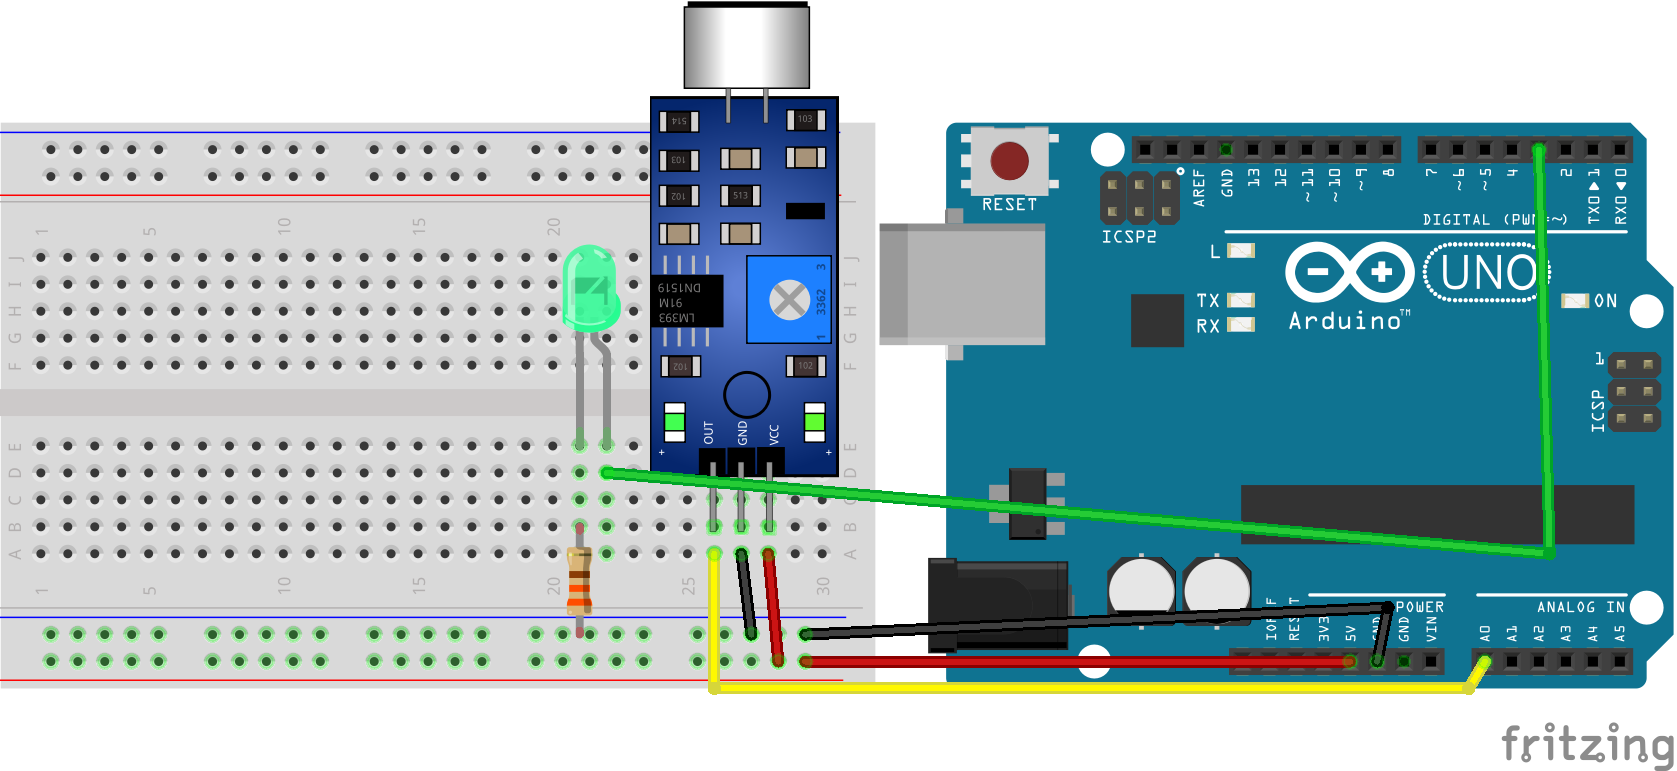 514
103
103
102
513
1 5 10 15 20
J J
I I
H H
G G
F F
DN1519
91M
LM393
3
3362
1
102
102
OUT GND VCC
+ +
E E
D D
C C
B B
A A
1 5 10 15 20 25 30
RESET
ICSP2
AREF
GND
13
12
~11
~10
~9
8
7
~6
~5
4
2
TX0▶1
RX0◀0
DIGITAL (PWM=~)
L
TX
RX
UNO
Arduino™
ON
1
ICSP
IOREF
RESET
3V3
5V
GND
GND
VIN
POWER
ANALOG IN
A0
A1
A2
A3
A4
A5
fritzing